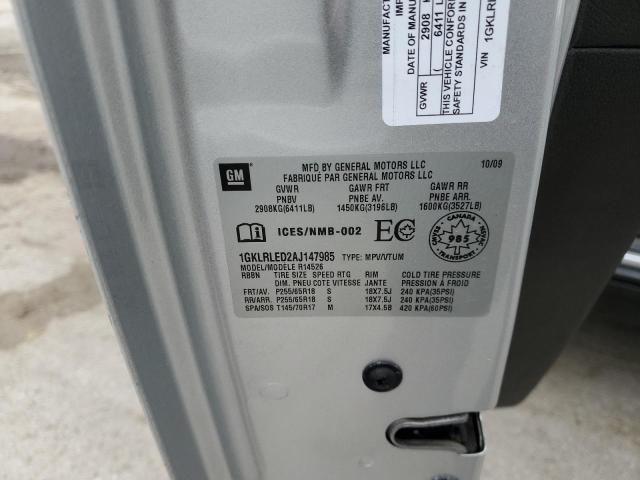 MANUFACTU
IMP
DATE OF MANU
2908
6411 L
GVWR (
THIS VEHICLE CONFORM
SAFETY STANDARDS IN
VIN 1GKLR
GM
MFD BY GENERAL MOTORS LLC 10/09
FABRIQUE PAR GENERAL MOTORS LLC
GVWR GAWR FRT GAWR RR
PNBV PNBE AV. PNBE ARR.
2908KG(6411LB) 1450KG(3196LB) 1600KG(3527LB)
ICES/NMB-002 EC
CANADA
985
1GKLRLED2AJ147985 TYPE: MPV/VTUM
MODEL/MODELE R14526
RBBN TIRE SIZE SPEED RTG RIM COLD TIRE PRESSURE
DIM. PNEU COTE VITESSE JANTE PRESSION À FROID
FRT/AV. P255/65R18 S 18X7.5J 240 KPA(35PSI)
RR/ARR. P255/65R18 S 18X7.5J 240 KPA(35PSI)
SPA/SOS T145/70R17 M 17X4.5B 420 KPA(60PSI)